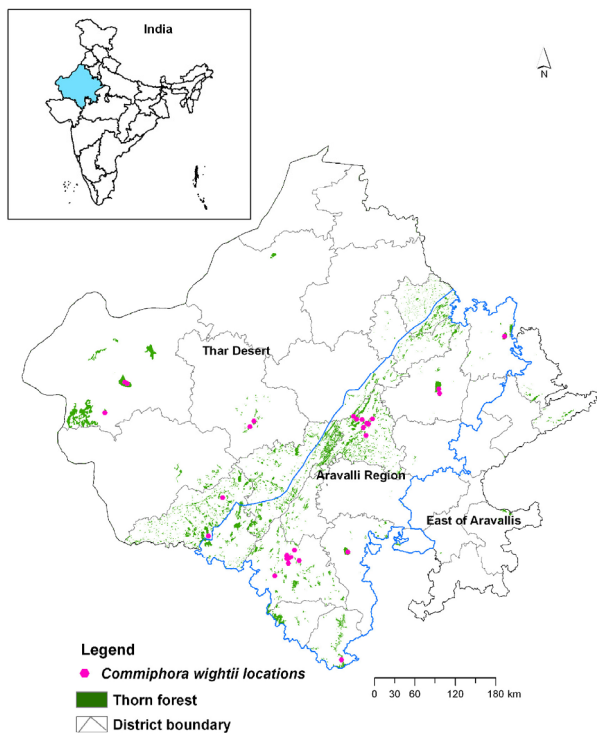 India
N
Thar Desert
Aravalli Region
East of Aravallis
Legend
Commiphora wightii locations
Thorn forest
District boundary
0 30 60 120 180 km